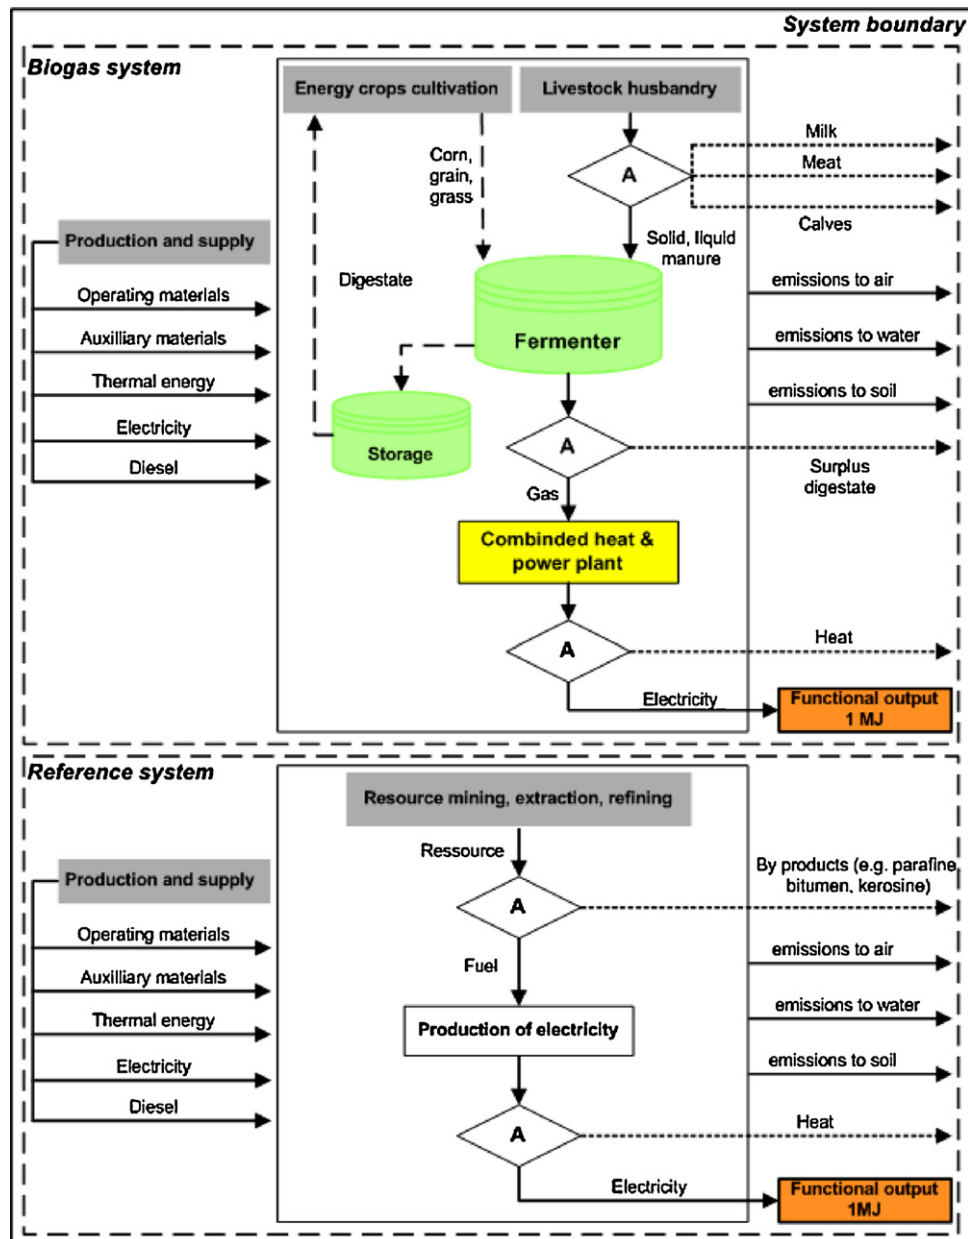 System boundary
Biogas system
Energy crops cultivation
Livestock husbandry
Milk
Corn,
grain,
grass
A
Meat
Calves
Production and supply
Solid, liquid
manure
Digestate
emissions to air
Operating materials
Fermenter
emissions to water
Auxilliary materials
Thermal energy
emissions to soil
Electricity
Storage
A
Diesel
Surplus
digestate
Gas
Combinded heat &
power plant
A
Heat
Electricity
Functional output
1 MJ
Reference system
Resource mining, extraction, refining
Ressource
By products (e.g. parafine
bitumen, kerosine)
Production and supply
A
Operating materials
emissions to air
Fuel
Auxilliary materials
emissions to water
Thermal energy
Production of electricity
Electricity
emissions to soil
Diesel
A
Heat
Electricity
Functional output
1MJ